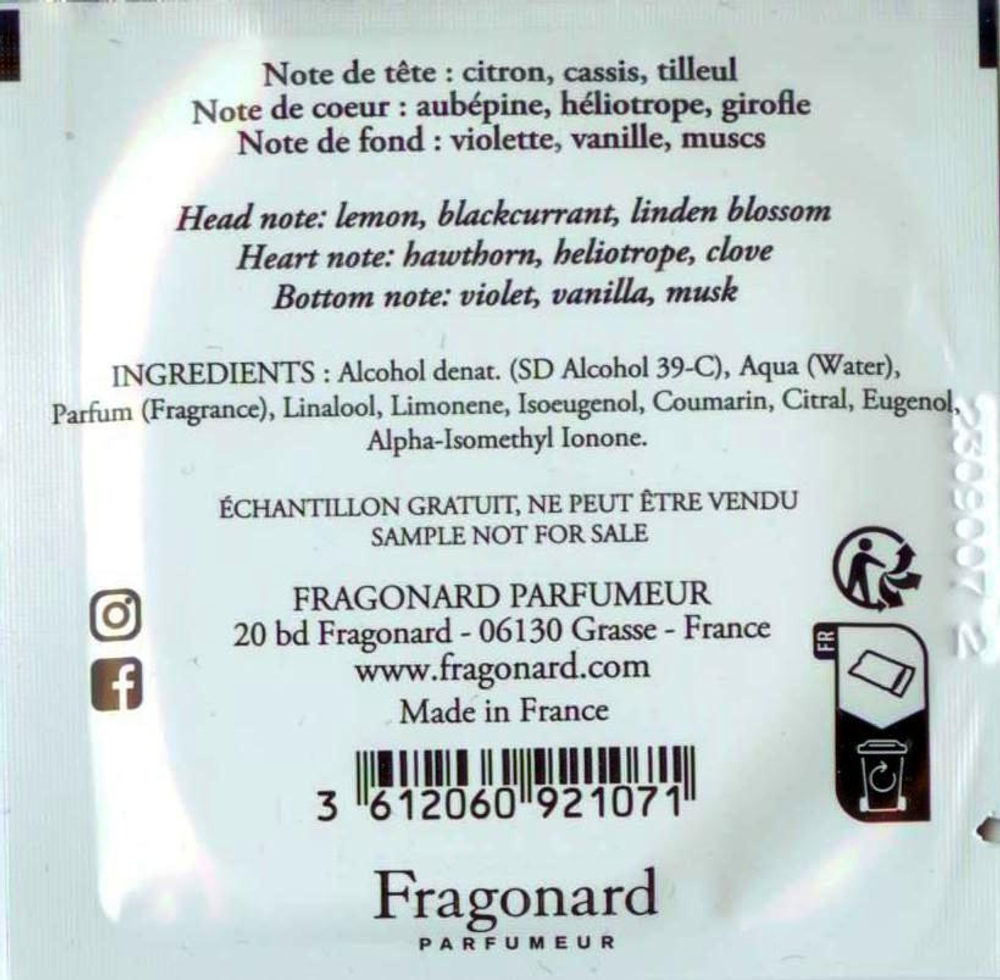 Note de tête : citron, cassis, tilleul
Note de coeur : aubépine, héliotrope, girofle
Note de fond : violette, vanille, muscs
Head note: lemon, blackcurrant, linden blossom
Heart note: hawthorn, heliotrope, clove
Bottom note: violet, vanilla, musk
INGREDIENTS : Alcohol denat. (SD Alcohol 39-C), Aqua (Water),
Parfum (Fragrance), Linalool, Limonene, Isoeugenol, Coumarin, Citral, Eugenol,
Alpha-Isomethyl Ionone.
ÉCHANTILLON GRATUIT, NE PEUT ÊTRE VENDU
SAMPLE NOT FOR SALE
FRAGONARD PARFUMEUR
20 bd Fragonard - 06130 Grasse - France
www.fragonard.com
Made in France
FR
3 612060 921071
Fragonard
PARFUMEUR